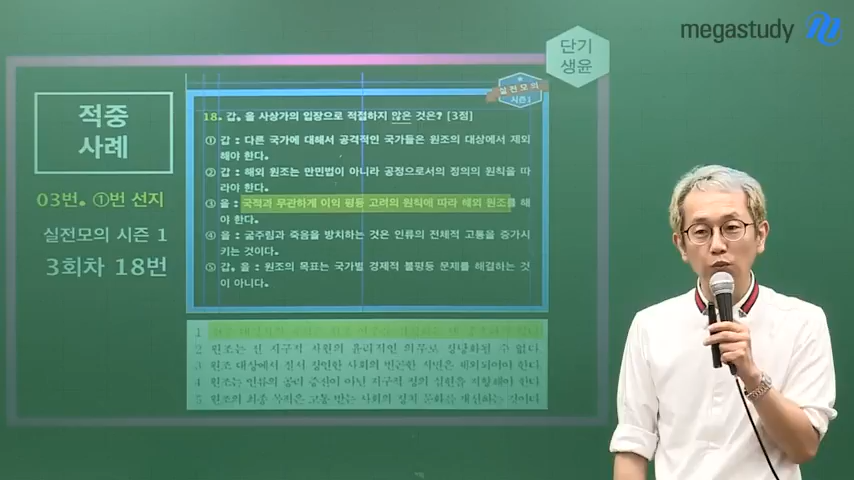 megastudy
단기
생윤
적중
사례
03번. ①번 선지
실전모의 시즌 1
3회차 18번
실전모의
시즌1
18. 갑, 을 사상가의 입장으로 적절하지 않은 것은? [3점]
① 갑 : 다른 국가에 대해서 공격적인 국가들은 원조의 대상에서 제외
해야 한다.
② 갑 : 해외 원조는 만민법이 아니라 공정으로서의 정의의 원칙을 따
라야 한다.
③ 을 : 국적과 무관하게 이익 평등 고려의 원칙에 따라 해외 원조를 해
야 한다.
④ 을 : 굶주림과 죽음을 방치하는 것은 인류의 전체적 고통을 증가시
키는 것이다.
⑤ 갑, 을 : 원조의 목표는 국가별 경제적 불평등 문제를 해결하는 것
이 아니다.
1
2 원조는 전 지구적 차원의 윤리적인 의무로 정당화될 수 없다
3 원조 대상에서 질서 정연한 사회의 빈곤한 시민은 제외되어야 한다
4 원조는 인류의 공리 증진이 아닌 지구적 정의 실현을 지향해야 한다
5 원조의 최종 목적은 고통 받는 사회의 정치 문화를 개선하는 것이다